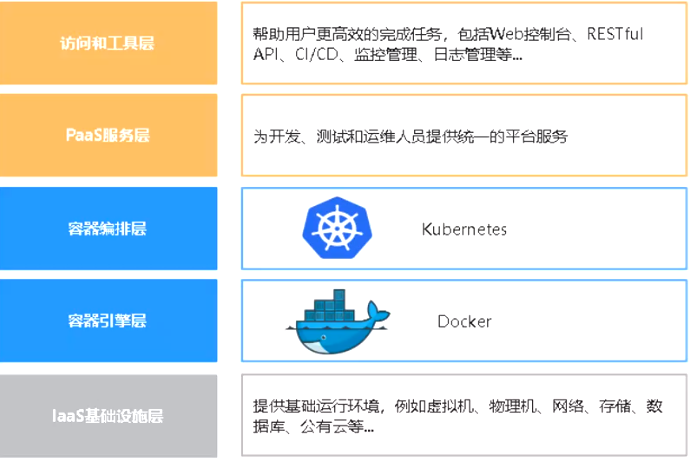 访问和工具层
帮助用户更高效的完成任务，包括Web控制台、RESTful
API、CI/CD、监控管理、日志管理等...
PaaS服务层
为开发、测试和运维人员提供统一的平台服务
容器编排层
Kubernetes
容器引擎层
Docker
IaaS基础设施层
提供基础运行环境，例如虚拟机、物理机、网络、存储、数
据库、公有云等...